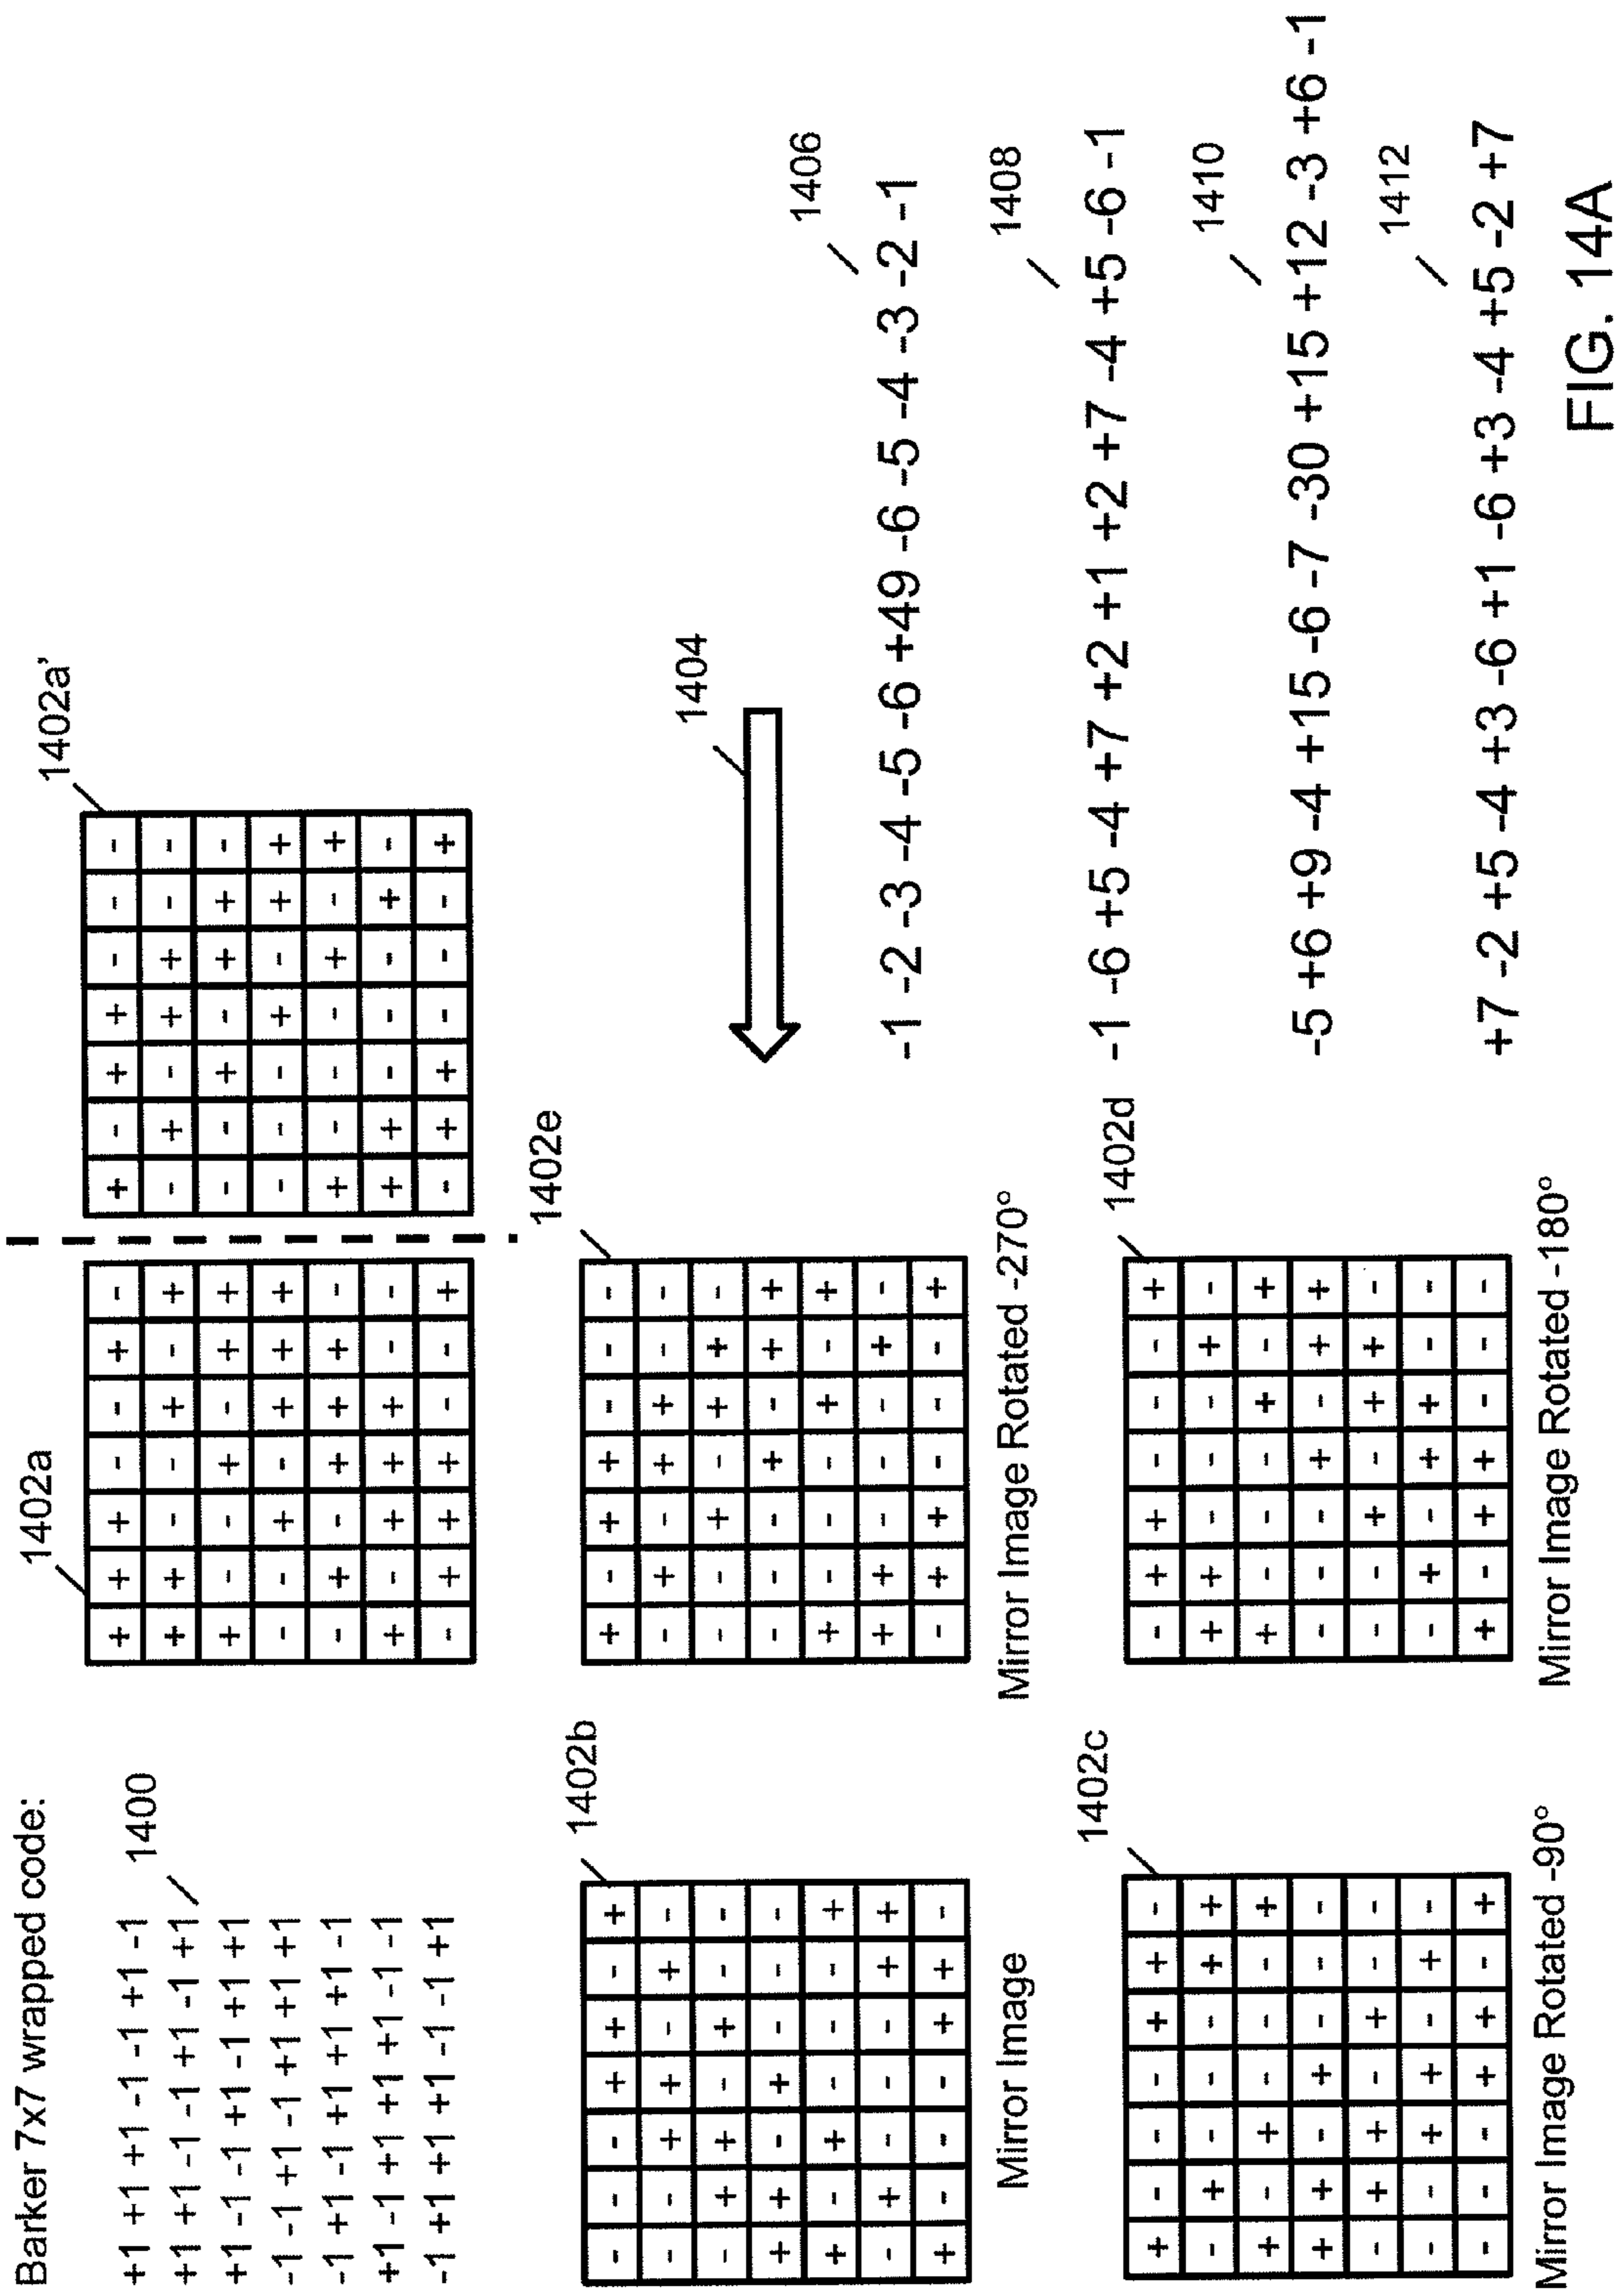 Barker 7x7 wrapped code:
+1 +1 +1 -1 -1 +1 -1
+1 +1 -1 -1 +1 -1 +1
+1 -1 -1 +1 -1 +1 +1
-1 -1 +1 -1 +1 +1 +1
-1 +1 -1 +1 +1 +1 -1
+1 -1 +1 +1 +1 -1 -1
-1 +1 +1 +1 -1 -1 +1
1400
1402a
+ + + - - + -
+ + - - + - +
+ - - + - + +
- - + - + + +
- + - + + + -
+ - + + + - -
- + + + - - +
1402a'
+ - + + - - -
- + - + + - -
- - + - + + -
- - - + - + +
+ - - - + - +
+ + - - - + -
- + + - - - +
1402b
- - - + + - +
- - + + - + -
- + + - + - -
+ + - + - - -
+ - + - - - +
- + - - - + +
+ - - - + + -
Mirror Image
1402e
+ - + + - - -
- + - + + - -
- - + - + + -
- - - + - + +
+ - - - + - +
+ + - - - + -
- + + - - - +
Mirror Image Rotated -270°
1402c
+ - - - + + -
- + - - - + +
+ - + - - - +
+ + - + - - -
- + + - + - -
- - + + - + -
- - - + + - +
Mirror Image Rotated -90°
1402d
- + + - - - +
+ + - - - + -
+ - - - + - +
- - - + - + +
- - + - + + -
- + - + + - -
+ - + + - - -
Mirror Image Rotated -180°
1404
1406
-1 -2 -3 -4 -5 -6 +49 -6 -5 -4 -3 -2 -1
1408
-1 -6 +5 -4 +7 +2 +1 +2 +7 -4 +5 -6 -1
1410
-5 +6 +9 -4 +15 -6 -7 -30 +15 +12 -3 +6 -1
1412
+7 -2 +5 -4 +3 -6 +1 -6 +3 -4 +5 -2 +7
FIG. 14A